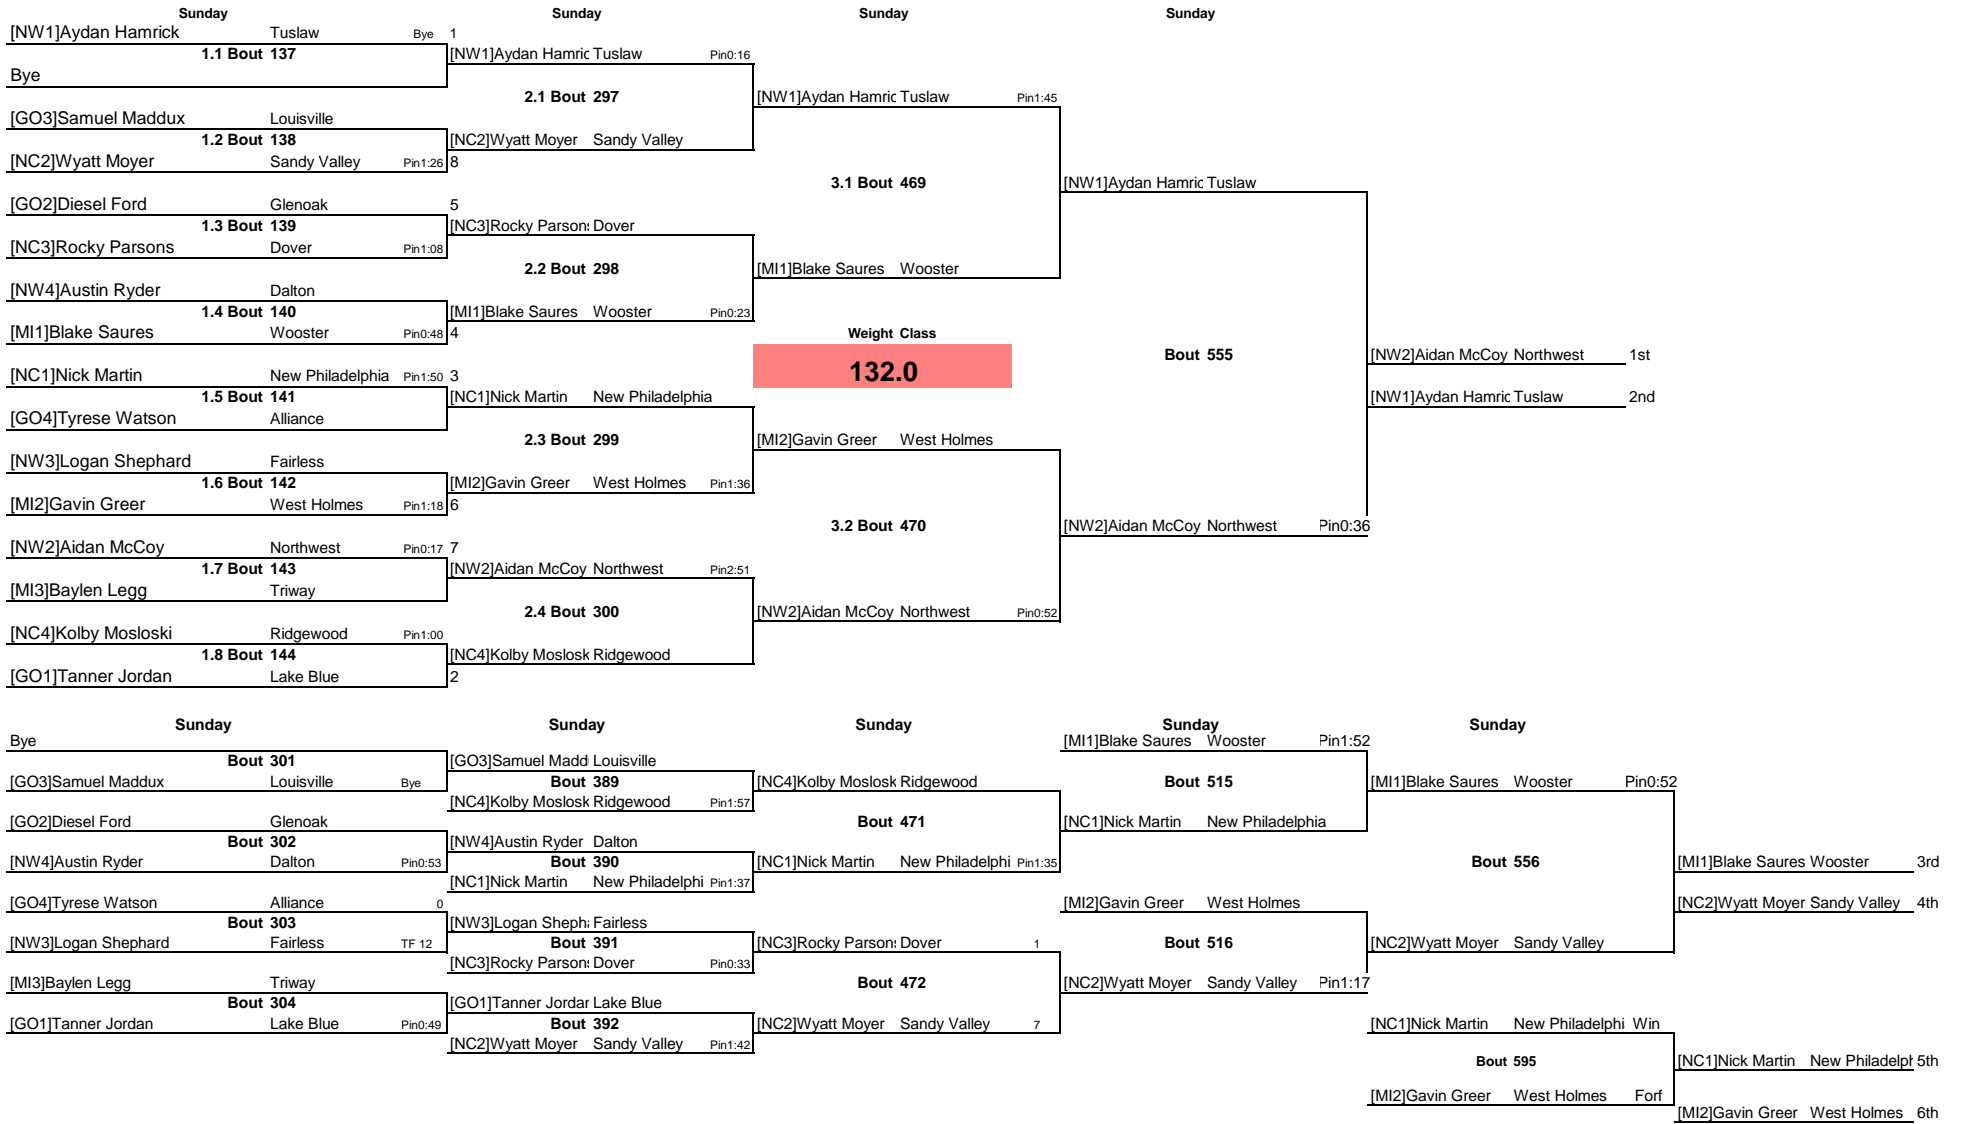 Sunday Sunday Sunday Sunday
[NW1]Aydan Hamrick Tuslaw Bye 1
1.1 Bout 137 [NW1]Aydan Hamric Tuslaw Pin0:16
Bye
2.1 Bout 297 [NW1]Aydan Hamric Tuslaw Pin1:45
[GO3]Samuel Maddux Louisville
1.2 Bout 138 [NC2]Wyatt Moyer Sandy Valley
[NC2]Wyatt Moyer Sandy Valley Pin1:26 8
3.1 Bout 469 [NW1]Aydan Hamric Tuslaw
[GO2]Diesel Ford Glenoak 5
1.3 Bout 139 [NC3]Rocky Parsons Dover
[NC3]Rocky Parsons Dover Pin1:08
2.2 Bout 298 [MI1]Blake Saures Wooster
[NW4]Austin Ryder Dalton
1.4 Bout 140 [MI1]Blake Saures Wooster Pin0:23
[MI1]Blake Saures Wooster Pin0:48 4 Weight Class
Bout 555 [NW2]Aidan McCoy Northwest 1st
[NC1]Nick Martin New Philadelphia Pin1:50 3 132.0
1.5 Bout 141 [NC1]Nick Martin New Philadelphia [NW1]Aydan Hamric Tuslaw 2nd
[GO4]Tyrese Watson Alliance
2.3 Bout 299 [MI2]Gavin Greer West Holmes
[NW3]Logan Shephard Fairless
1.6 Bout 142 [MI2]Gavin Greer West Holmes Pin1:36
[MI2]Gavin Greer West Holmes Pin1:18 6
3.2 Bout 470 [NW2]Aidan McCoy Northwest Pin0:36
[NW2]Aidan McCoy Northwest Pin0:17 7
1.7 Bout 143 [NW2]Aidan McCoy Northwest Pin2:51
[MI3]Baylen Legg Triway
2.4 Bout 300 [NW2]Aidan McCoy Northwest Pin0:52
[NC4]Kolby Mosloski Ridgewood Pin1:00
1.8 Bout 144 [NC4]Kolby Moslosk Ridgewood
[GO1]Tanner Jordan Lake Blue 2
Sunday Sunday Sunday Sunday Sunday
Bye [MI1]Blake Saures Wooster Pin1:52
Bout 301 [GO3]Samuel Madd Louisville
[GO3]Samuel Maddux Louisville Bye Bout 389 [NC4]Kolby Moslosk Ridgewood Bout 515 [MI1]Blake Saures Wooster Pin0:52
[NC4]Kolby Moslosk Ridgewood Pin1:57
[GO2]Diesel Ford Glenoak Bout 471 [NC1]Nick Martin New Philadelphia
Bout 302 [NW4]Austin Ryder Dalton
[NW4]Austin Ryder Dalton Pin0:53 Bout 390 [NC1]Nick Martin New Philadelphi Pin1:35 Bout 556 [MI1]Blake Saures Wooster 3rd
[NC1]Nick Martin New Philadelphi Pin1:37
[GO4]Tyrese Watson Alliance 0 [MI2]Gavin Greer West Holmes [NC2]Wyatt Moyer Sandy Valley 4th
Bout 303 [NW3]Logan Sheph Fairless
[NW3]Logan Shephard Fairless TF 12 Bout 391 [NC3]Rocky Parsons Dover 1 Bout 516 [NC2]Wyatt Moyer Sandy Valley
[NC3]Rocky Parsons Dover Pin0:33
[MI3]Baylen Legg Triway Bout 472 [NC2]Wyatt Moyer Sandy Valley Pin1:17
Bout 304 [GO1]Tanner Jordan Lake Blue
[GO1]Tanner Jordan Lake Blue Pin0:49 Bout 392 [NC2]Wyatt Moyer Sandy Valley 7 [NC1]Nick Martin New Philadelphi Win
[NC2]Wyatt Moyer Sandy Valley Pin1:42
Bout 595 [NC1]Nick Martin New Philadelph 5th
[MI2]Gavin Greer West Holmes Forf
[MI2]Gavin Greer West Holmes 6th